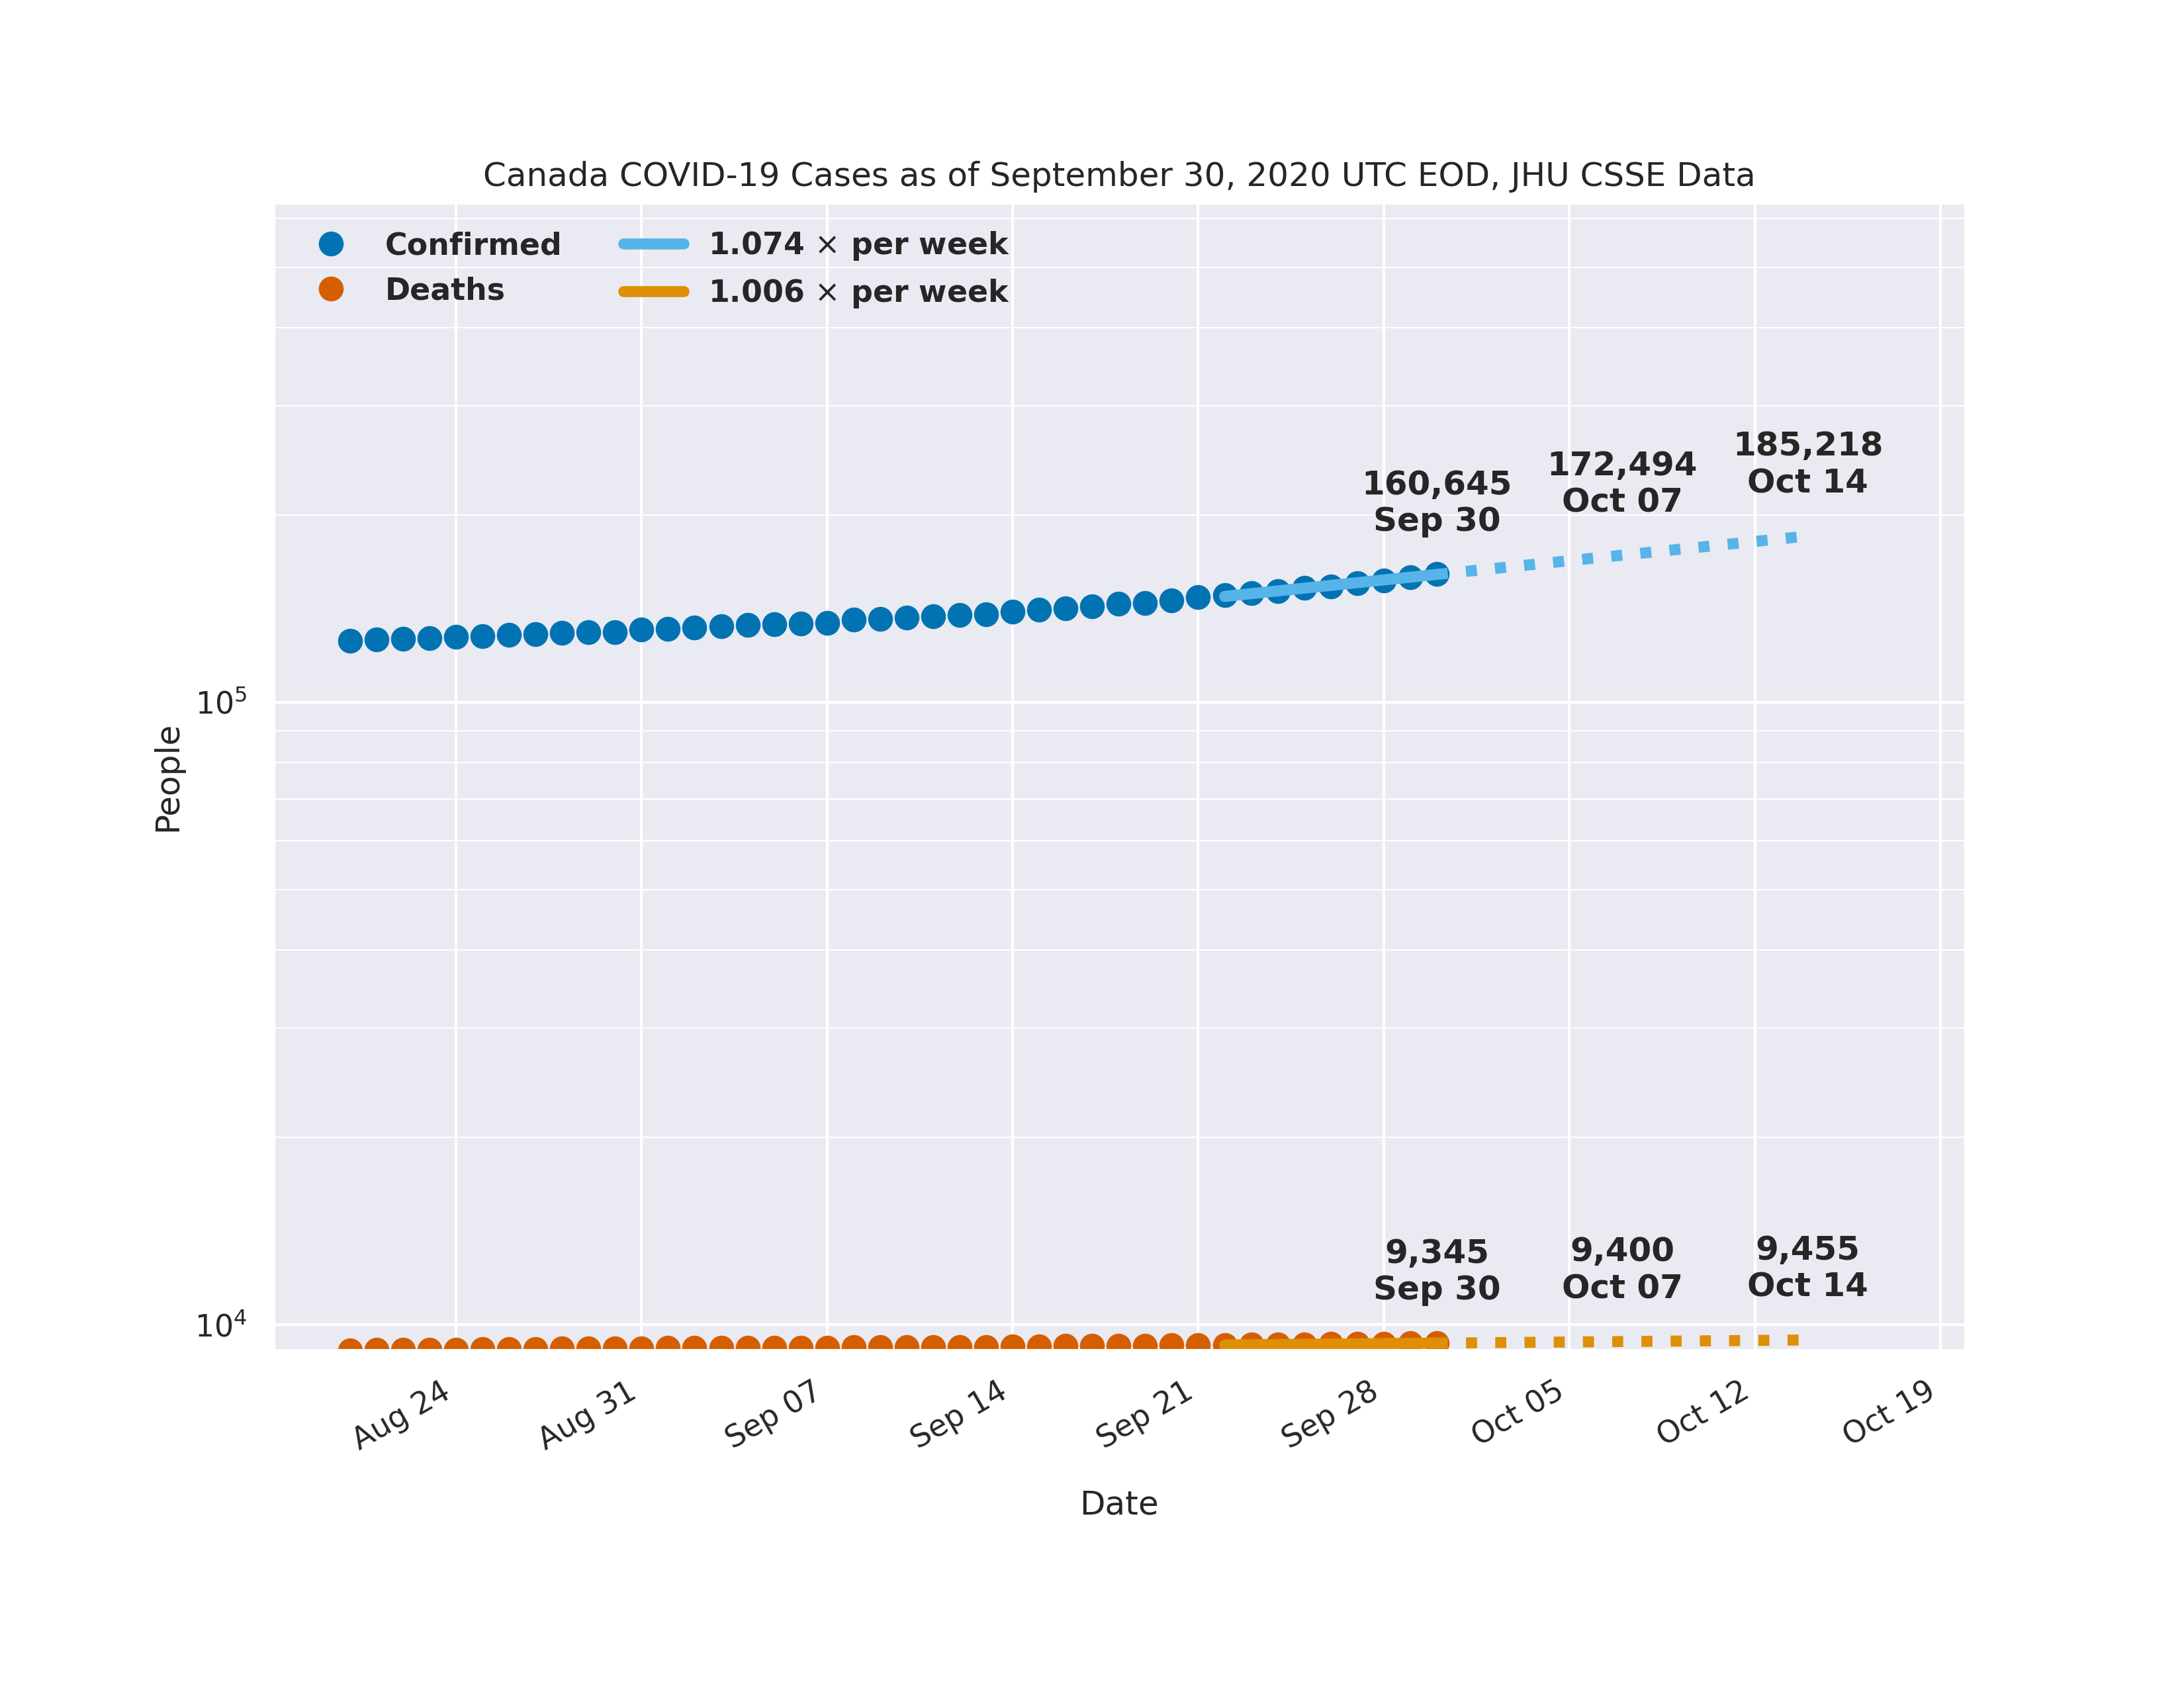 Canada COVID-19 Cases as of September 30, 2020 UTC EOD, JHU CSSE Data
Confirmed
Deaths
1.074 × per week
1.006 × per week
185,218
Oct 14
172,494
Oct 07
160,645
Sep 30
10⁵
People
9,345
Sep 30
9,400
Oct 07
9,455
Oct 14
10⁴
Aug 24
Aug 31
Sep 07
Sep 14
Sep 21
Sep 28
Oct 05
Oct 12
Oct 19
Date